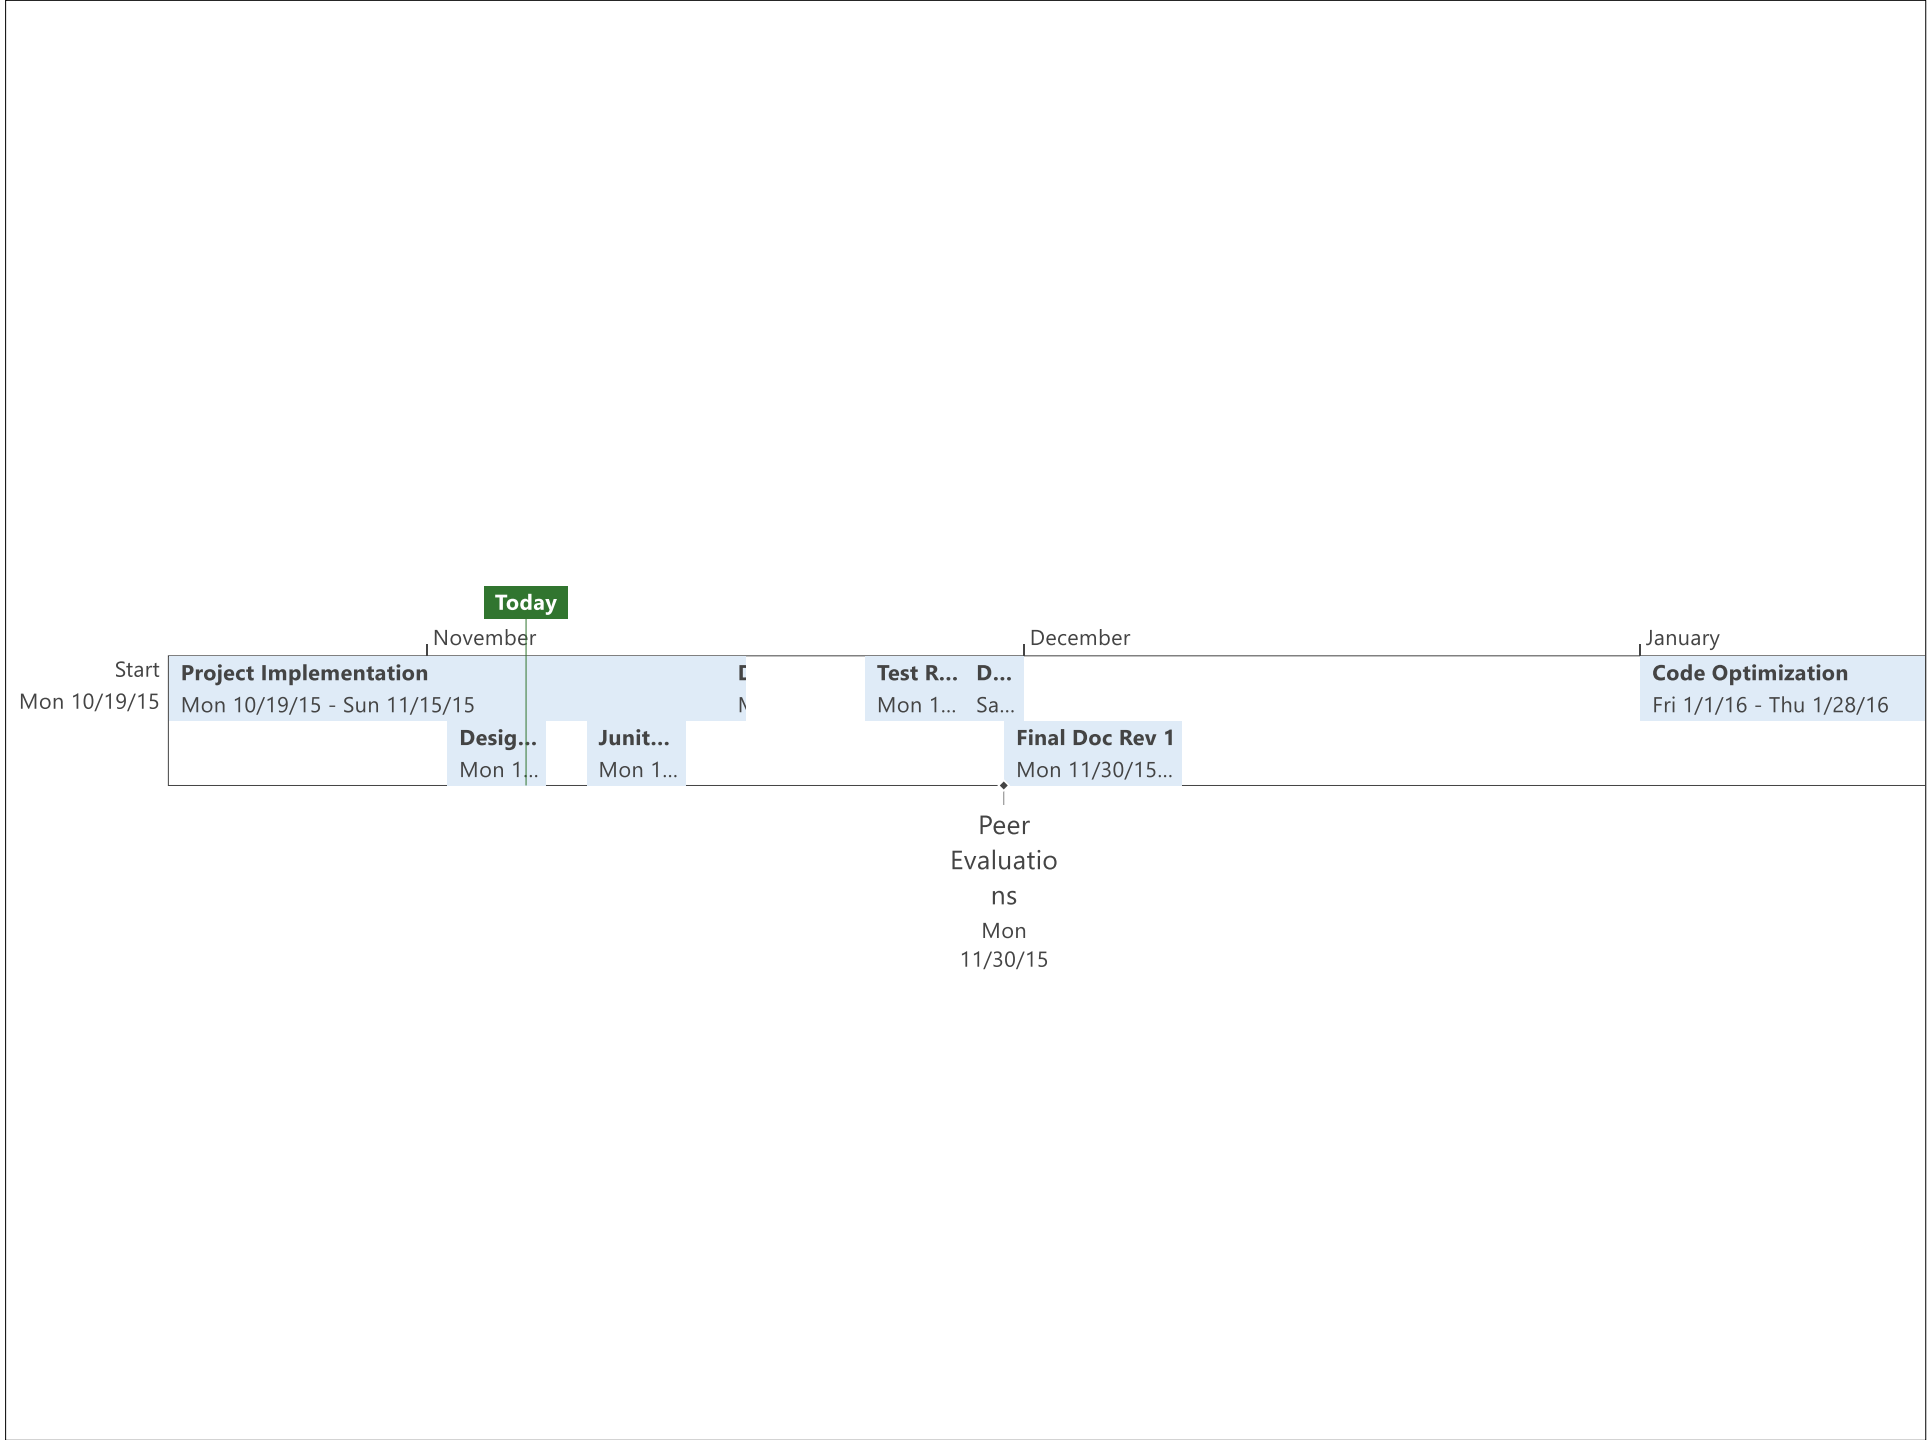 Today
November
December
January
Start
Mon 10/19/15
Project Implementation
Mon 10/19/15 - Sun 11/15/15
D
Test R...
Mon 1...
D...
Sa...
Code Optimization
Fri 1/1/16 - Thu 1/28/16
Desig...
Mon 1...
Junit...
Mon 1...
Final Doc Rev 1
Mon 11/30/15...
Peer
Evaluatio
ns
Mon
11/30/15